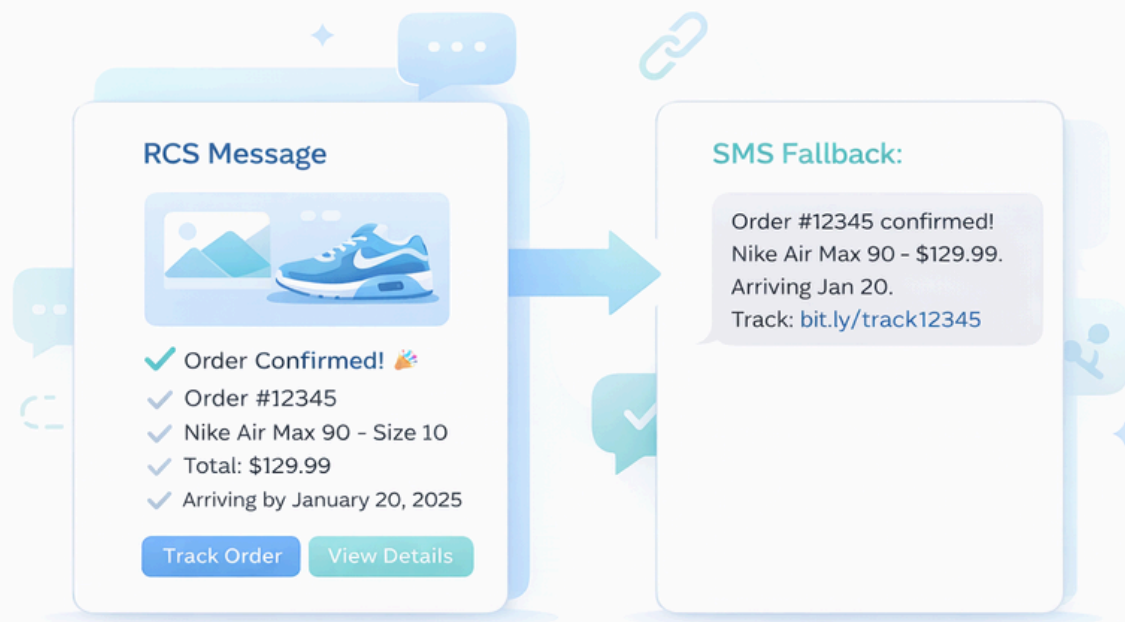 RCS Message
Order Confirmed! 🎉
Order #12345
Nike Air Max 90 - Size 10
Total: $129.99
Arriving by January 20, 2025
Track Order
View Details
SMS Fallback:
Order #12345 confirmed!
Nike Air Max 90 - $129.99.
Arriving Jan 20.
Track: bit.ly/track12345